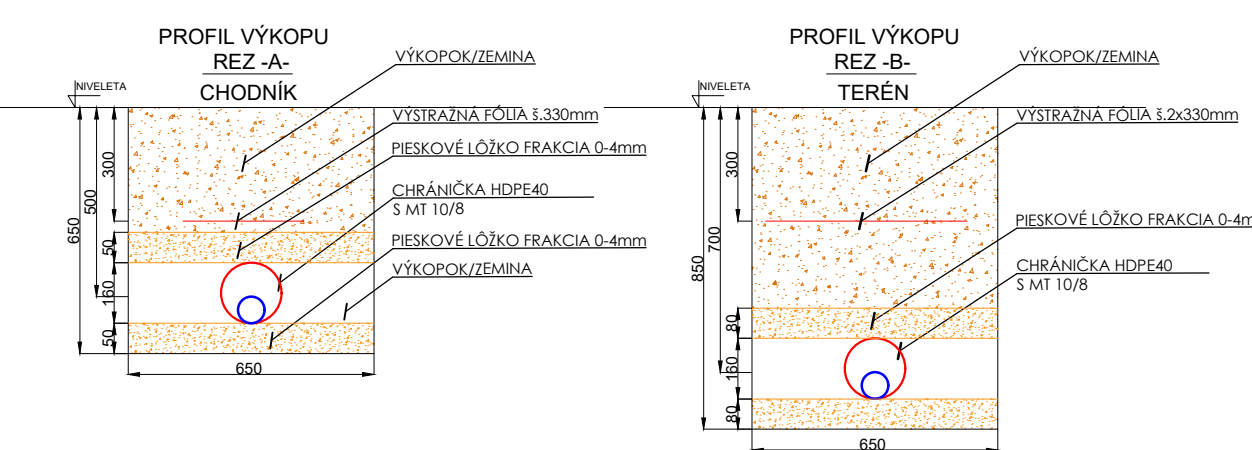 PROFIL VÝKOPU
REZ -A-
CHODNÍK
NIVELETA
VÝKOPOK/ZEMINA
VÝSTRAŽNÁ FÓLIA š.330mm
PIESKOVÉ LÔŽKO FRAKCIA 0-4mm
CHRÁNIČKA HDPE40
S MT 10/8
PIESKOVÉ LÔŽKO FRAKCIA 0-4mm
VÝKOPOK/ZEMINA
300
500
650
50
160
50
650
PROFIL VÝKOPU
REZ -B-
TERÉN
NIVELETA
VÝKOPOK/ZEMINA
VÝSTRAŽNÁ FÓLIA š.2x330mm
PIESKOVÉ LÔŽKO FRAKCIA 0-4m
CHRÁNIČKA HDPE40
S MT 10/8
300
700
850
80
160
80
650